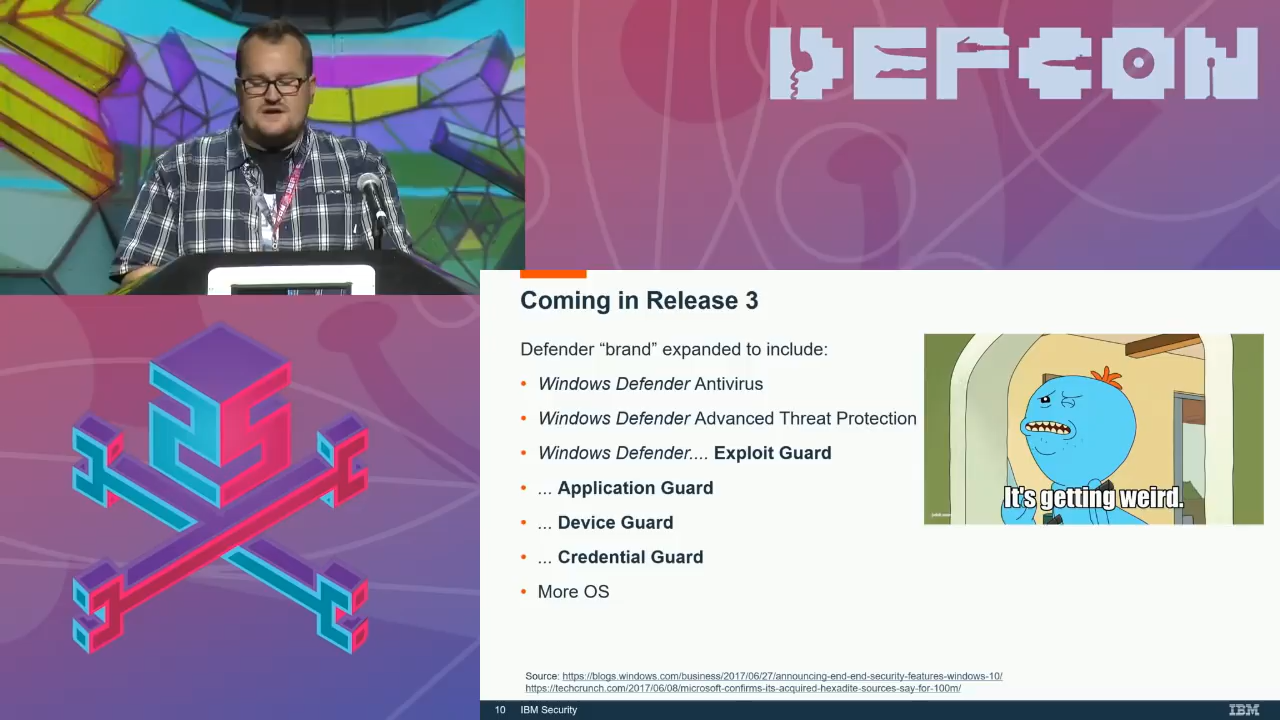 DEFCON
Coming in Release 3
Defender “brand” expanded to include:
• Windows Defender Antivirus
• Windows Defender Advanced Threat Protection
• Windows Defender.... Exploit Guard
• ... Application Guard
• ... Device Guard
• ... Credential Guard
• More OS
It's getting weird.
Source: https://blogs.windows.com/business/2017/06/27/announcing-end-end-security-features-windows-10/
https://techcrunch.com/2017/06/08/microsoft-confirms-its-acquired-hexadite-sources-say-for-100m/
10 IBM Security
IBM